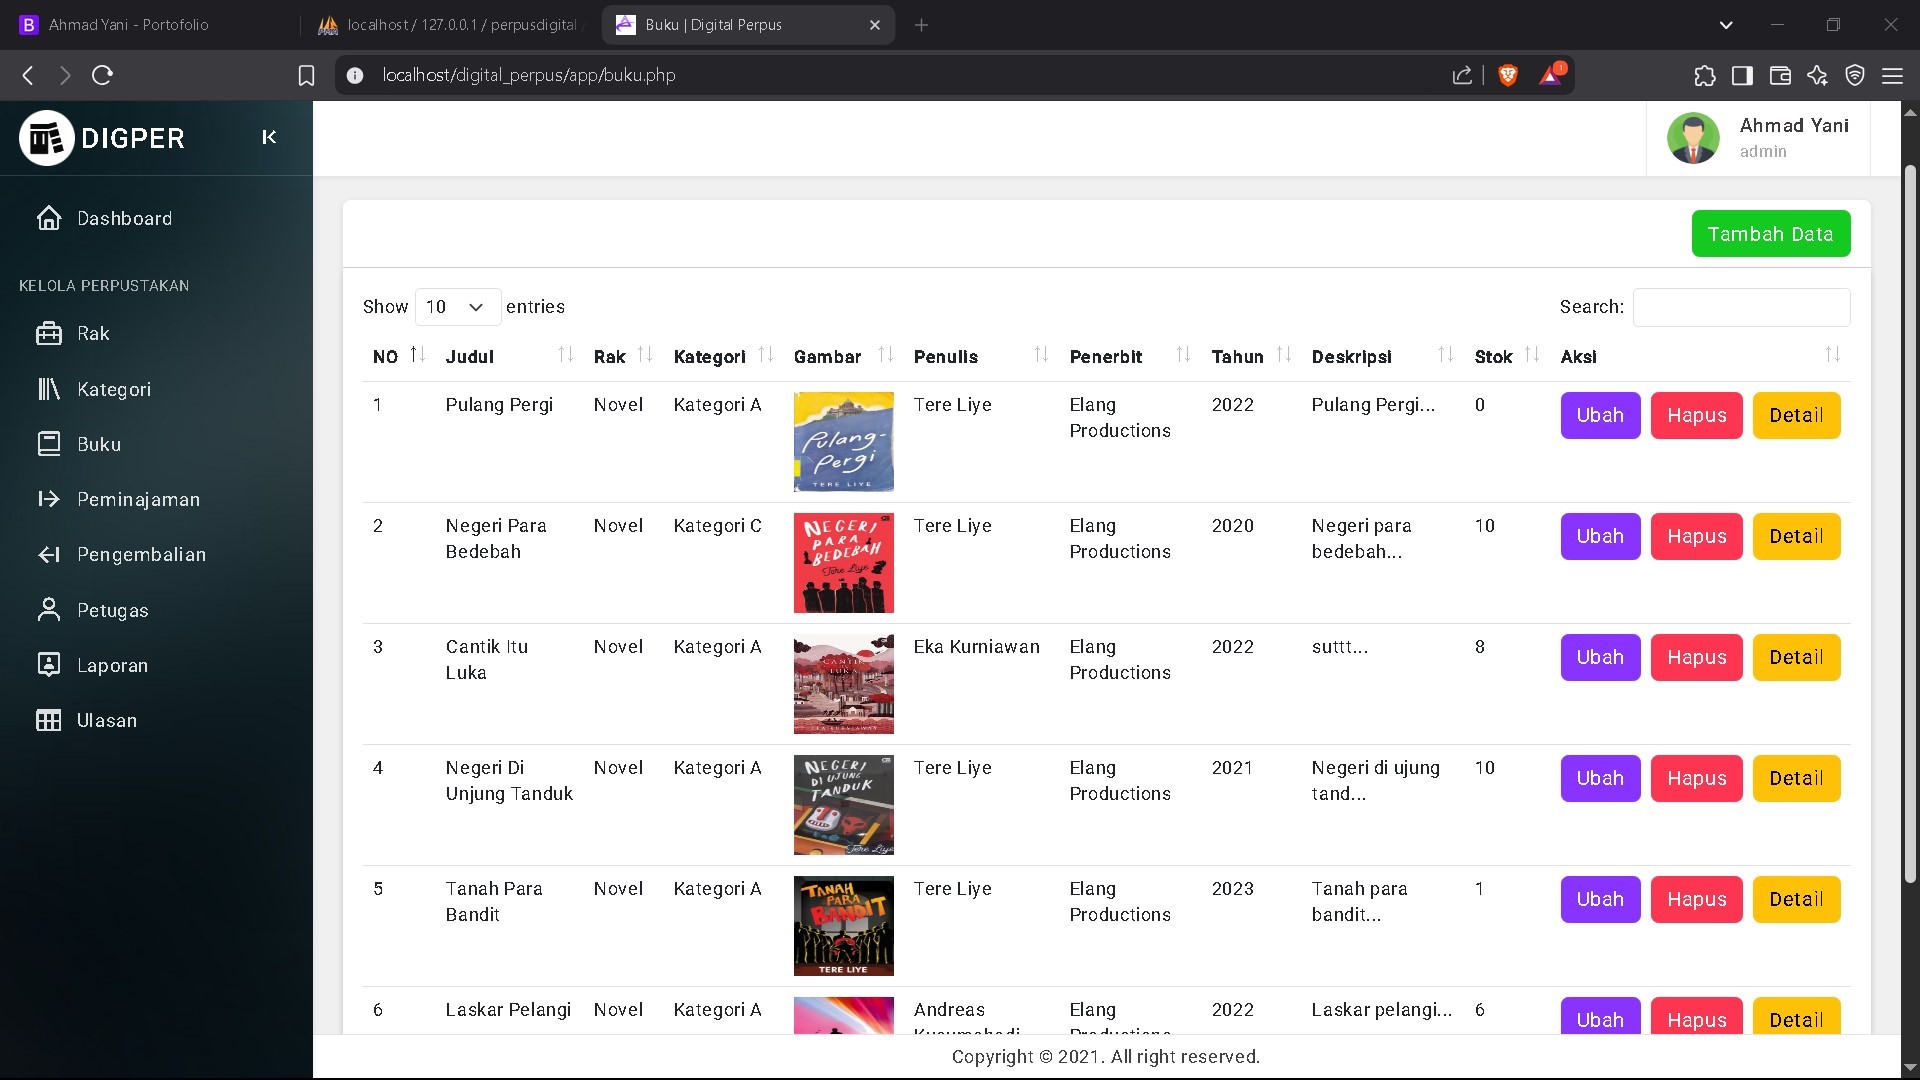 Ahmad Yani - Portofolio
localhost / 127.0.0.1 / perpusdigital
Buku | Digital Perpus
localhost/digital_perpus/app/buku.php
1
DIGPER
Ahmad Yani
admin
Dashboard
KELOLA PERPUSTAKAN
Rak
Kategori
Buku
Peminajaman
Pengembalian
Petugas
Laporan
Ulasan
Tambah Data
Show 10 entries
Search:
NO Judul Rak Kategori Gambar Penulis Penerbit Tahun Deskripsi Stok Aksi
1 Pulang Pergi Novel Kategori A Tere Liye Elang 2022 Pulang Pergi... 0 Ubah Hapus Detail
Productions
Pulang-
Pergi
TERE LIYE
2 Negeri Para Novel Kategori C Tere Liye Elang 2020 Negeri para 10 Ubah Hapus Detail
Bedebah Productions bedebah...
NEGERI
PARA
BEDEBAH
Tere Liye
3 Cantik Itu Novel Kategori A Eka Kurniawan Elang 2022 suttt... 8 Ubah Hapus Detail
Luka Productions
CANTIK
LUKA
EKA KURNIAWAN
4 Negeri Di Novel Kategori A Tere Liye Elang 2021 Negeri di ujung 10 Ubah Hapus Detail
Unjung Tanduk Productions tand...
NEGERI
DI UJUNG
TANDUK
Tere Liye
5 Tanah Para Novel Kategori A Tere Liye Elang 2023 Tanah para 1 Ubah Hapus Detail
Bandit Productions bandit...
TANAH
PARA
BANDIT
TERE LIYE
6 Laskar Pelangi Novel Kategori A Andreas Elang 2022 Laskar pelangi... 6 Ubah Hapus Detail
Copyright © 2021. All right reserved.